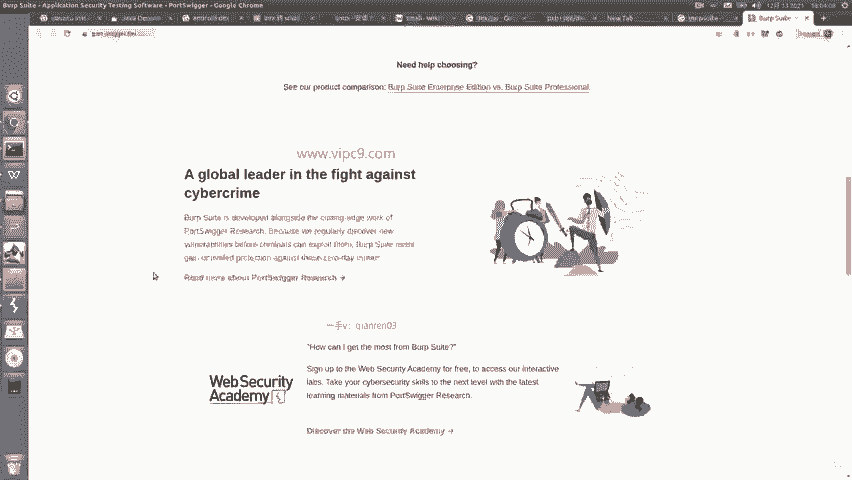 Burp Suite - Application Security Testing Software - PortSwigger - Google Chrome
New Tab
Burp Suite
Need help choosing?
See our product comparison: Burp Suite Enterprise Edition vs. Burp Suite Professional
www.vipc9.com
A global leader in the fight against
cybercrime
Burp Suite is developed alongside the cutting-edge work of
PortSwigger Research. Because we regularly discover new
vulnerabilities before criminals can exploit them, Burp Suite users
protection against these zero-day
Read more about PortSwigger Research →
一手v：qianren03
"How can I get the most from Burp Suite?"
Sign up to the Web Security Academy for free, to access our interactive
labs. Take your cybersecurity skills to the next level with the latest
learning materials from PortSwigger Research.
Web Security
Academy
Discover the Web Security Academy →